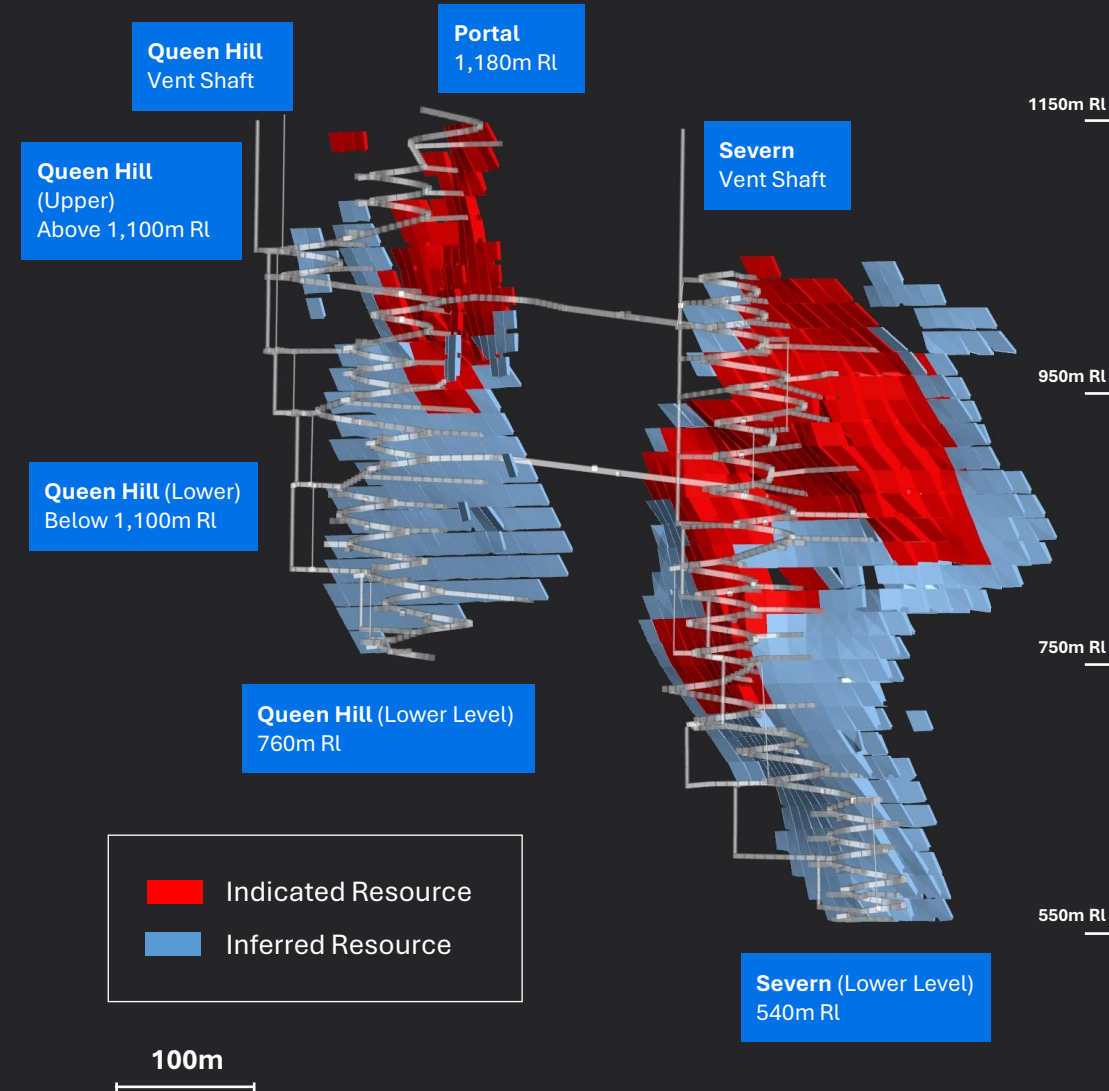 Queen Hill
Vent Shaft
Portal
1,180m Rl
1150m Rl
Severn
Vent Shaft
Queen Hill
(Upper)
Above 1,100m Rl
950m Rl
Queen Hill (Lower)
Below 1,100m Rl
750m Rl
Queen Hill (Lower Level)
760m Rl
Indicated Resource
Inferred Resource
550m Rl
Severn (Lower Level)
540m Rl
100m